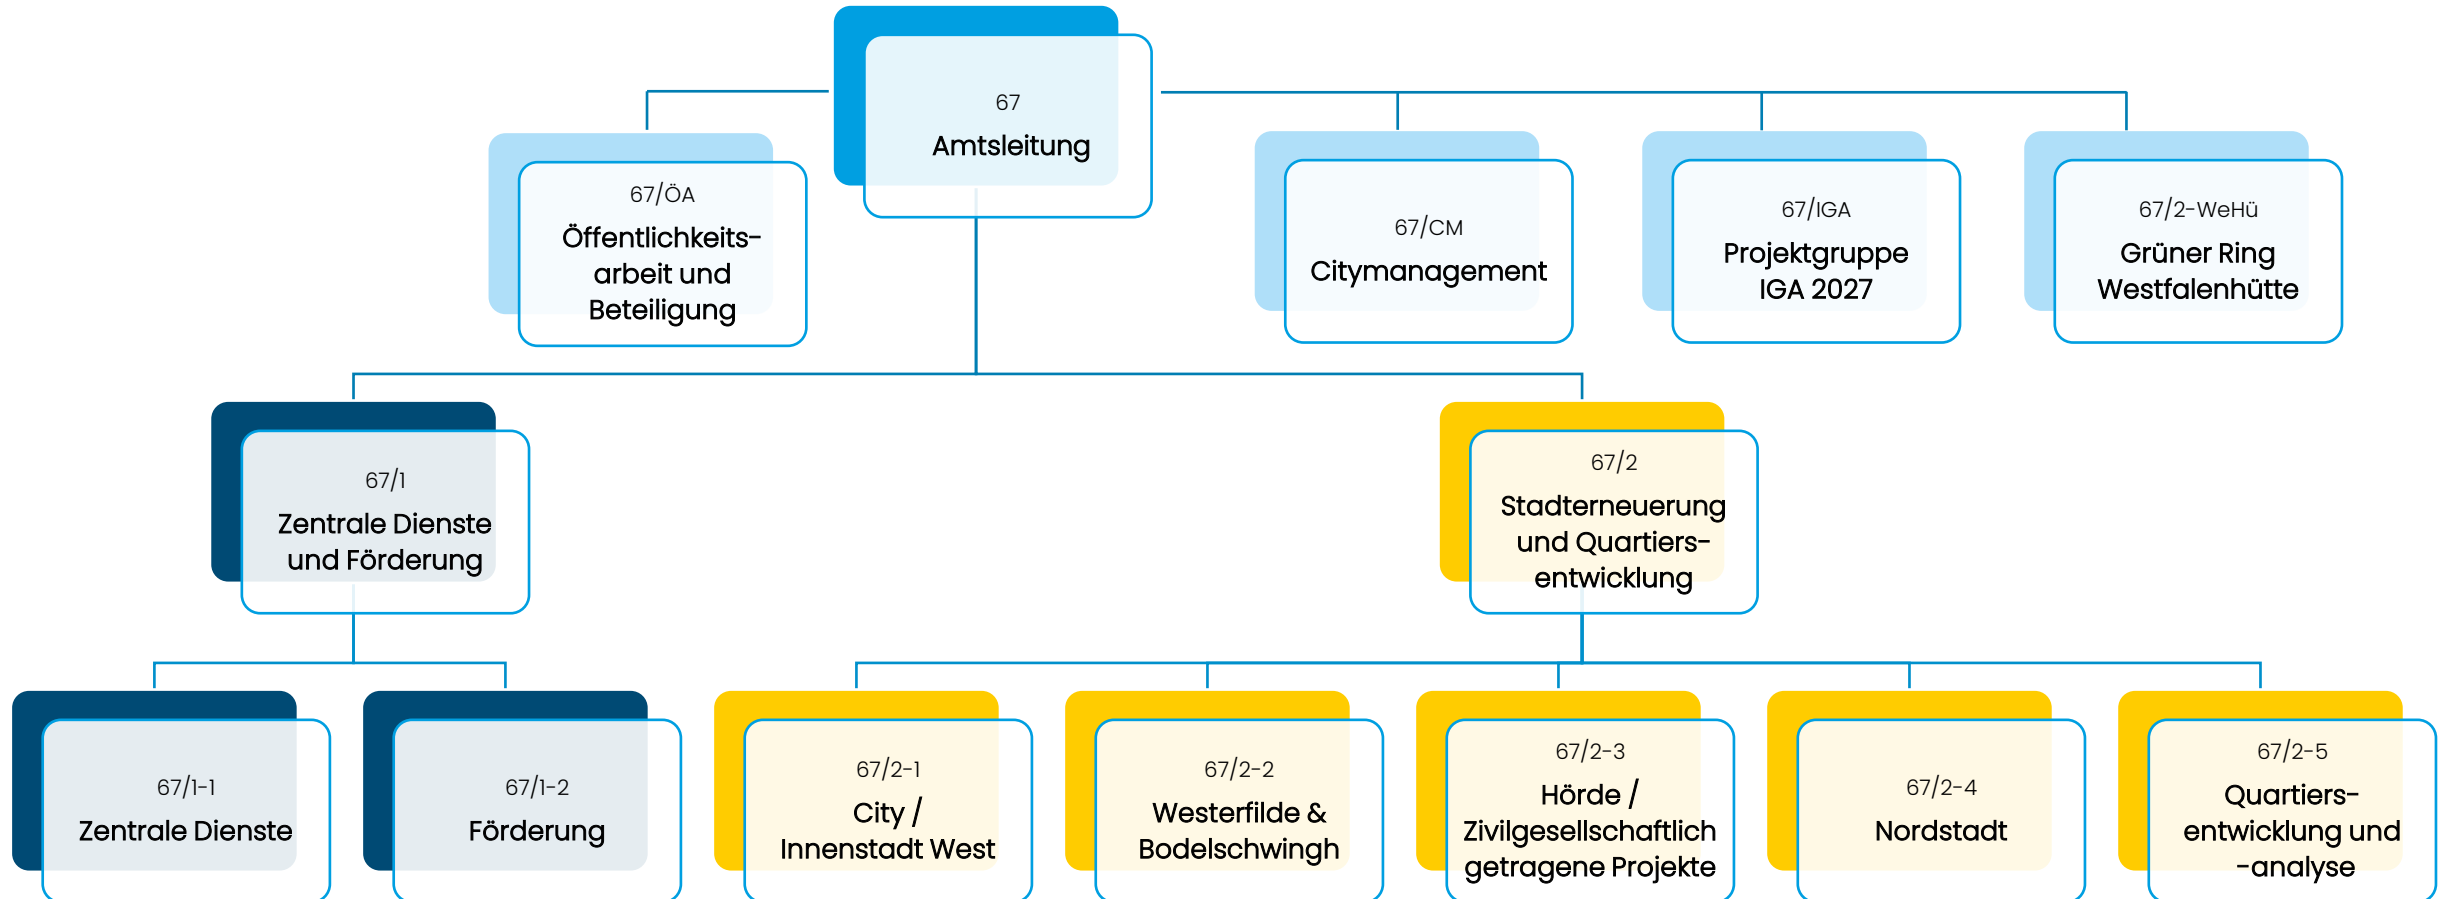 67
Amtsleitung
67/ÖA
Öffentlichkeits-
arbeit und
Beteiligung
67/CM
Citymanagement
67/IGA
Projektgruppe
IGA 2027
67/2-WeHü
Grüner Ring
Westfalenhütte
67/1
Zentrale Dienste
und Förderung
67/2
Stadterneuerung
und Quartiers-
entwicklung
67/1-1
Zentrale Dienste
67/1-2
Förderung
67/2-1
City /
Innenstadt West
67/2-2
Westerfilde &
Bodelschwingh
67/2-3
Hörde /
Zivilgesellschaftlich
getragene Projekte
67/2-4
Nordstadt
67/2-5
Quartiers-
entwicklung und
-analyse